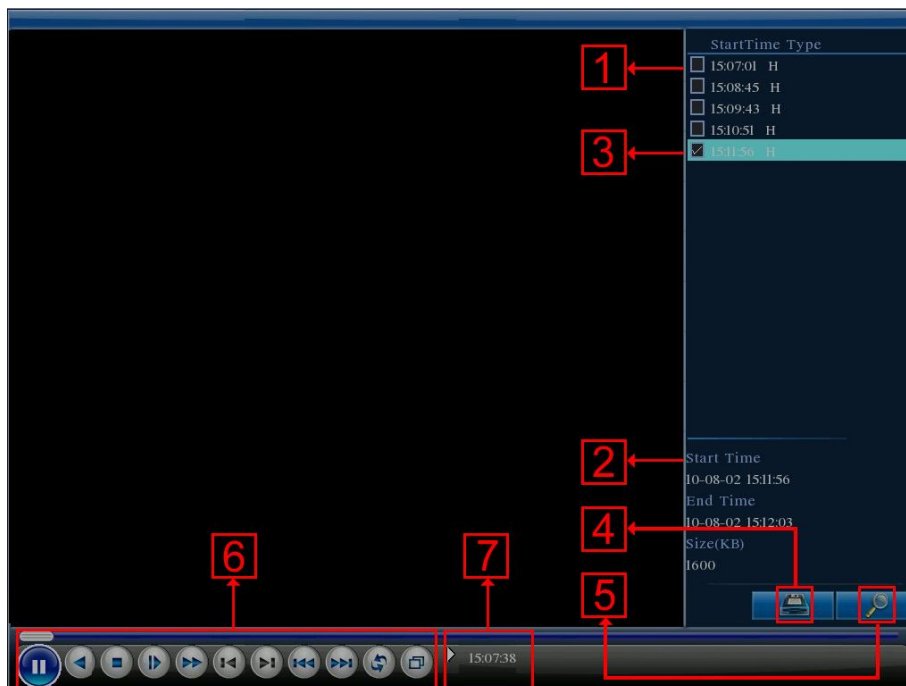 StartTime Type
1
15:07:01 H
15:08:45 H
15:09:43 H
15:10:51 H
3
15:11:56 H
2
Start Time
10-08-02 15:11:56
End Time
4
10-08-02 15:12:03
Size(KB)
6
7
1600
5
15:07:38